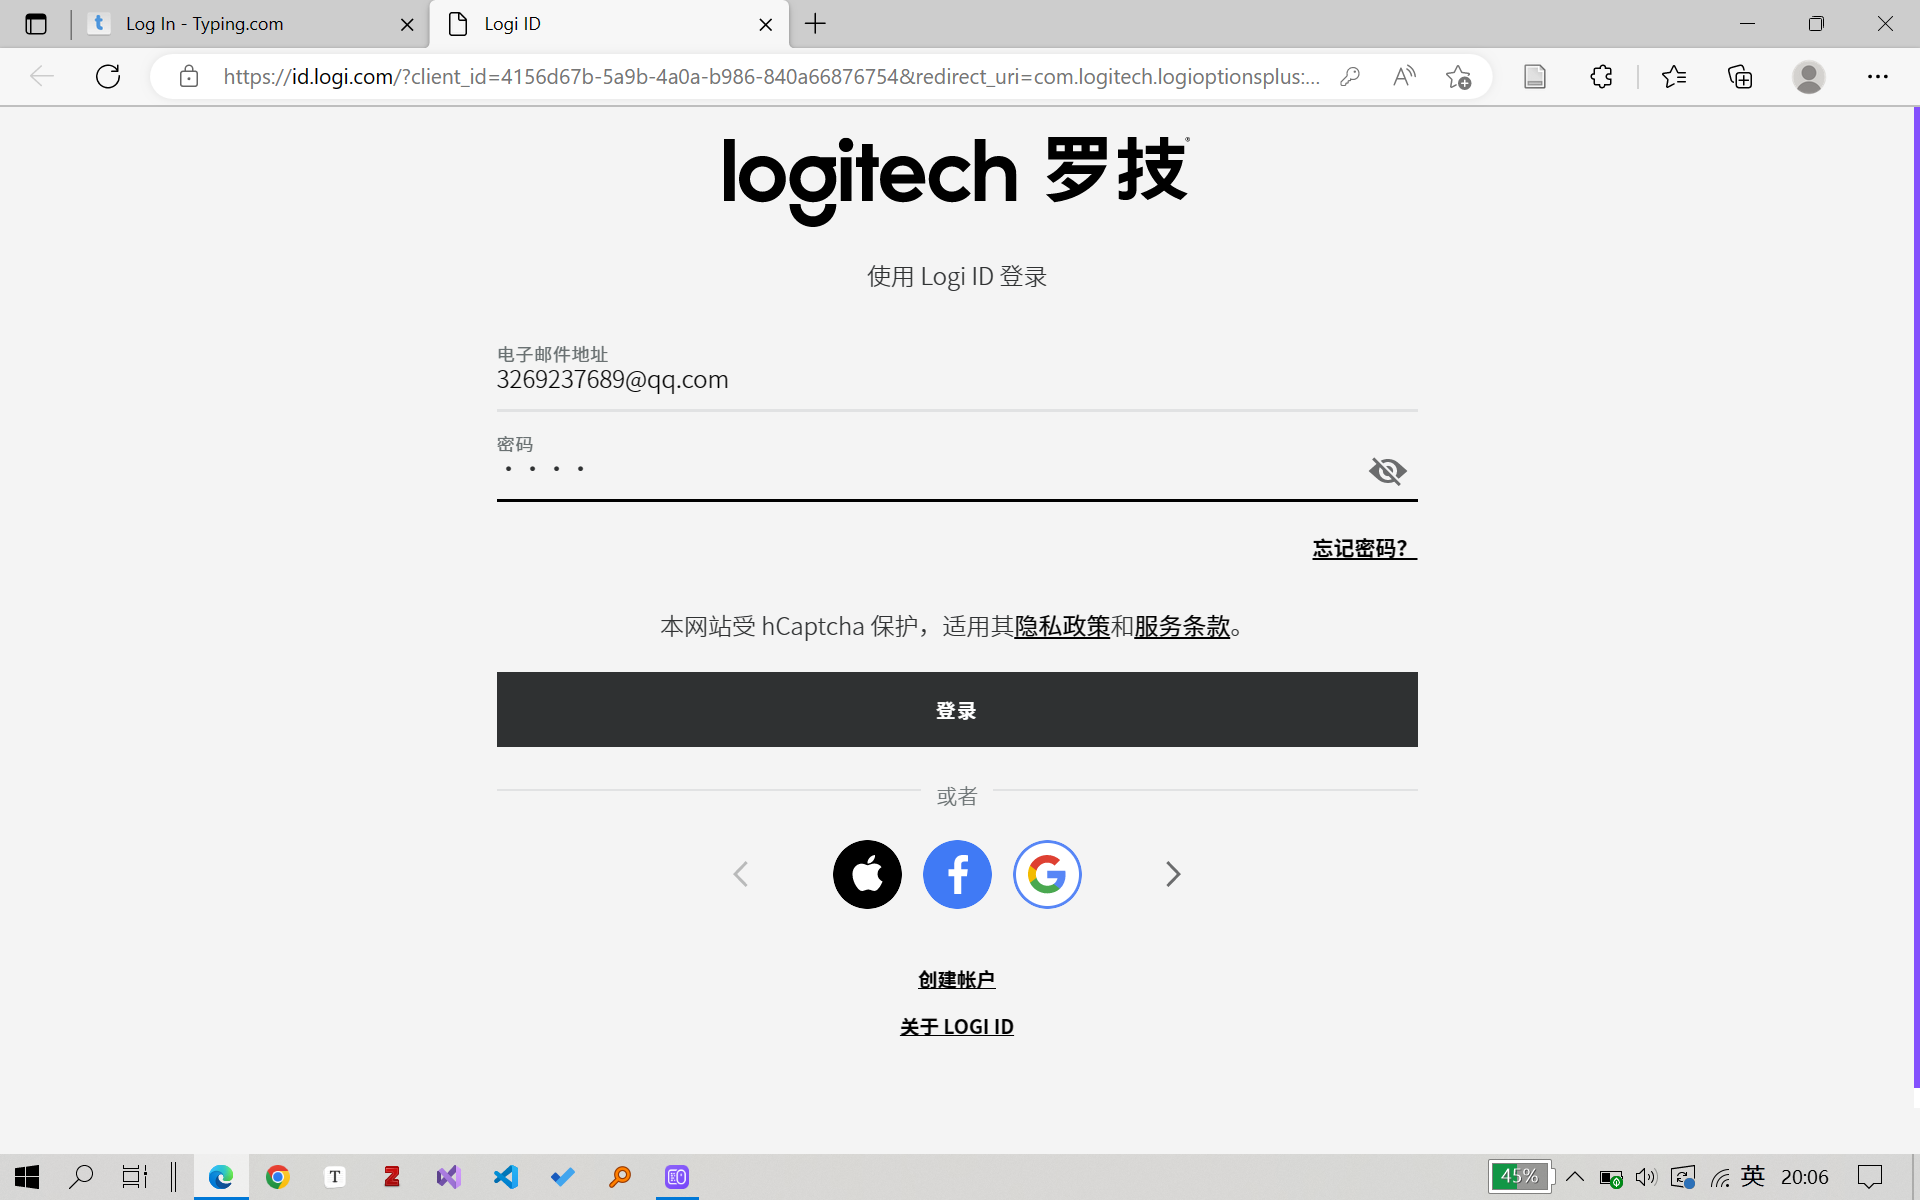 Log In - Typing.com
Logi ID
https://id.logi.com/?client_id=4156d67b-5a9b-4a0a-b986-840a66876754&redirect_uri=com.logitech.logioptionsplus:...
logitech 罗技
使用 Logi ID 登录
电子邮件地址
3269237689@qq.com
密码
忘记密码？
本网站受 hCaptcha 保护，适用其隐私政策和服务条款。
登录
或者
创建帐户
关于 LOGI ID
45%
英
20:06